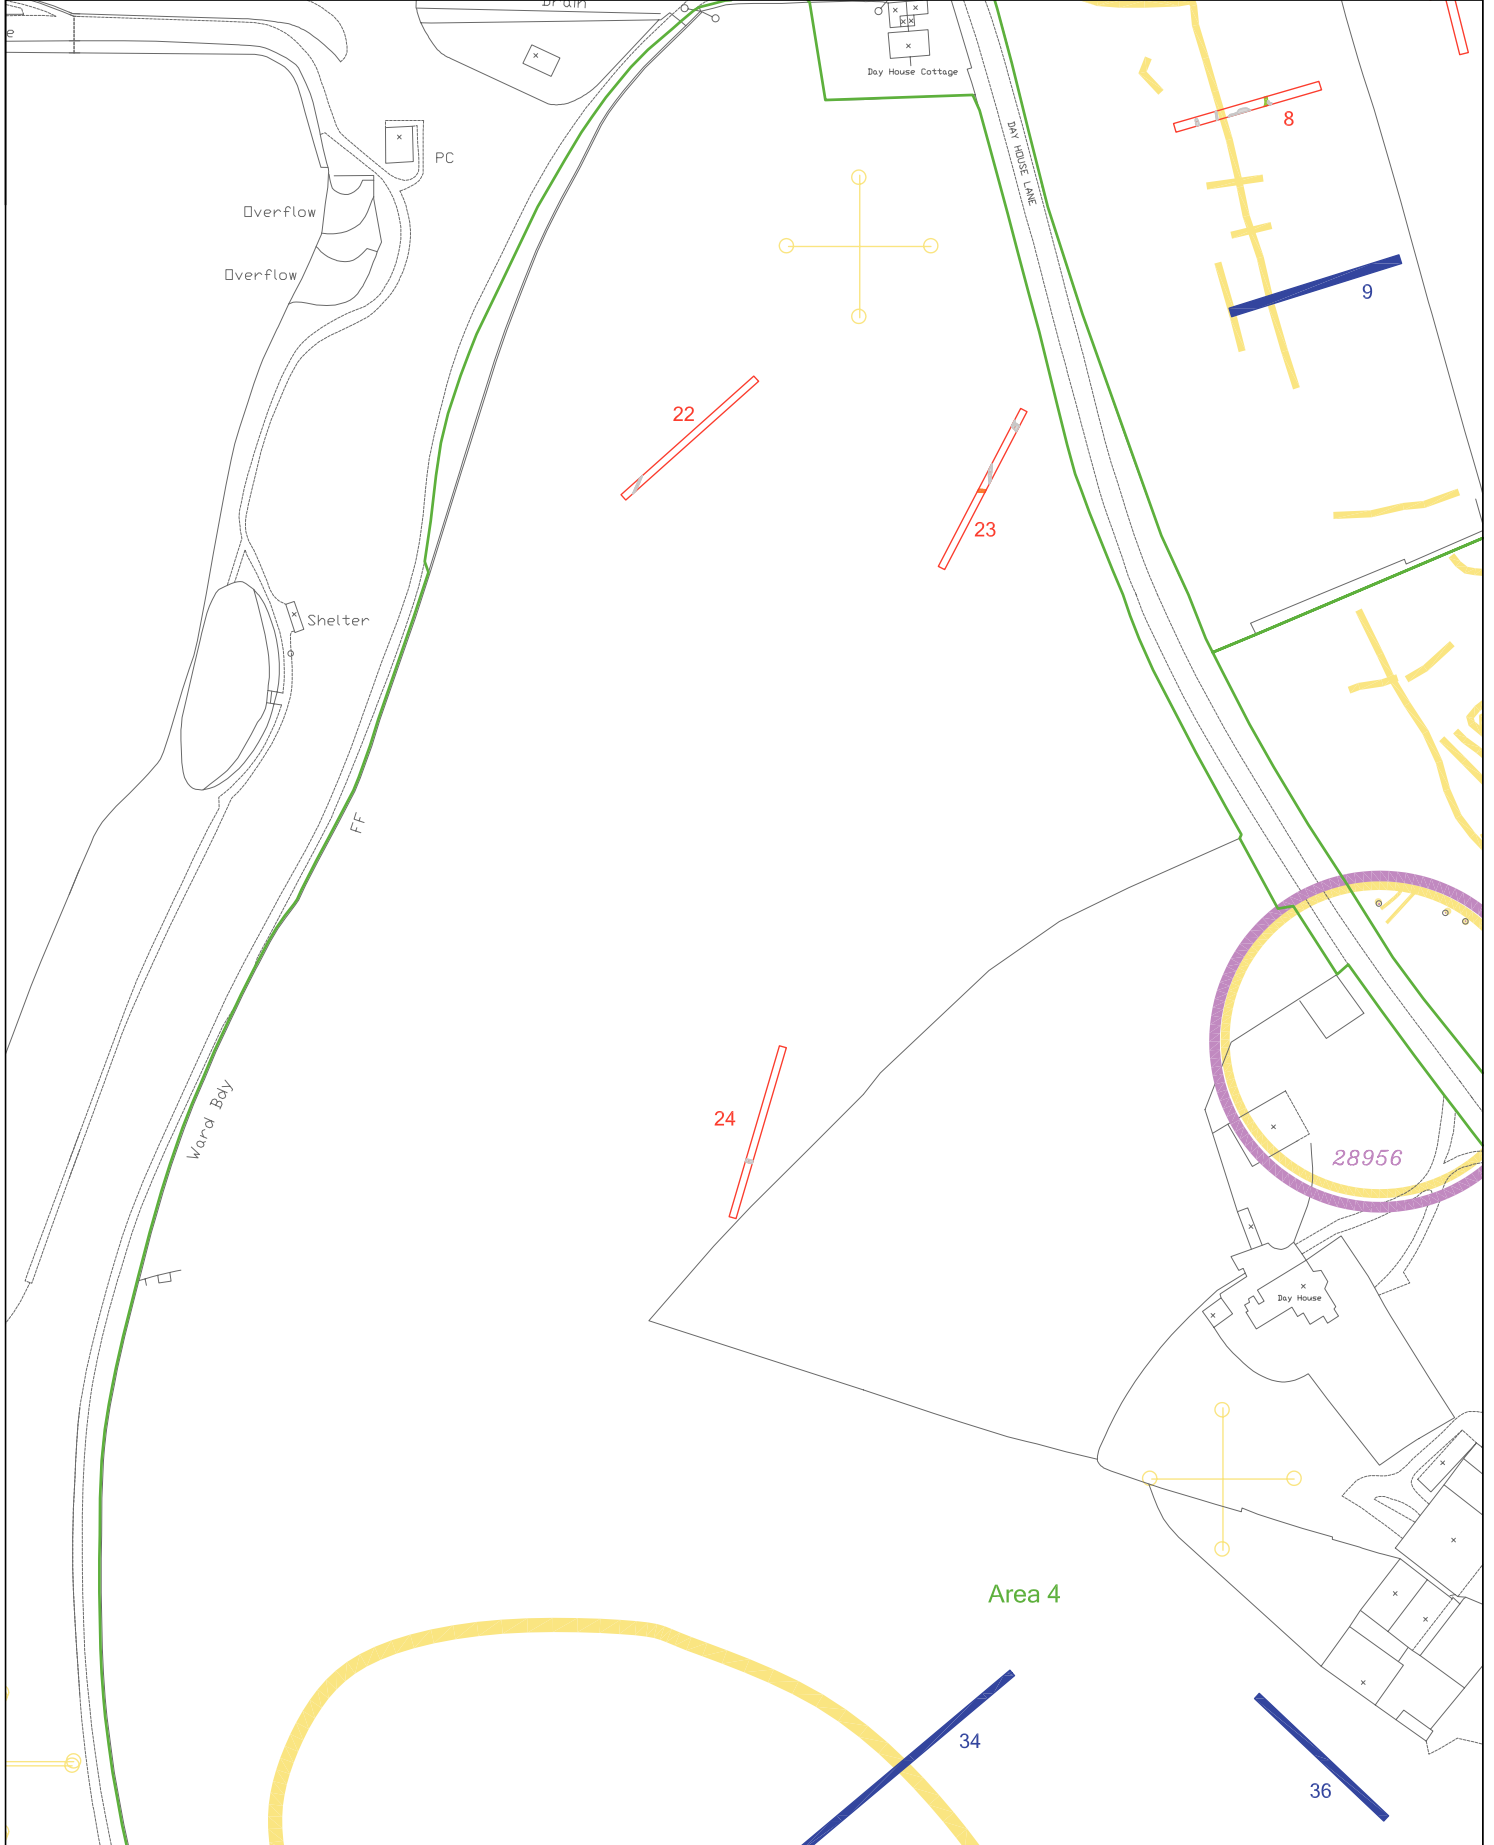 Drain
e
Day House Cottage
DAY HOUSE LANE
8
PC
Overflow
Overflow
9
22
23
Shelter
FF
Ward Bdy
24
28956
Day House
Area 4
34
36